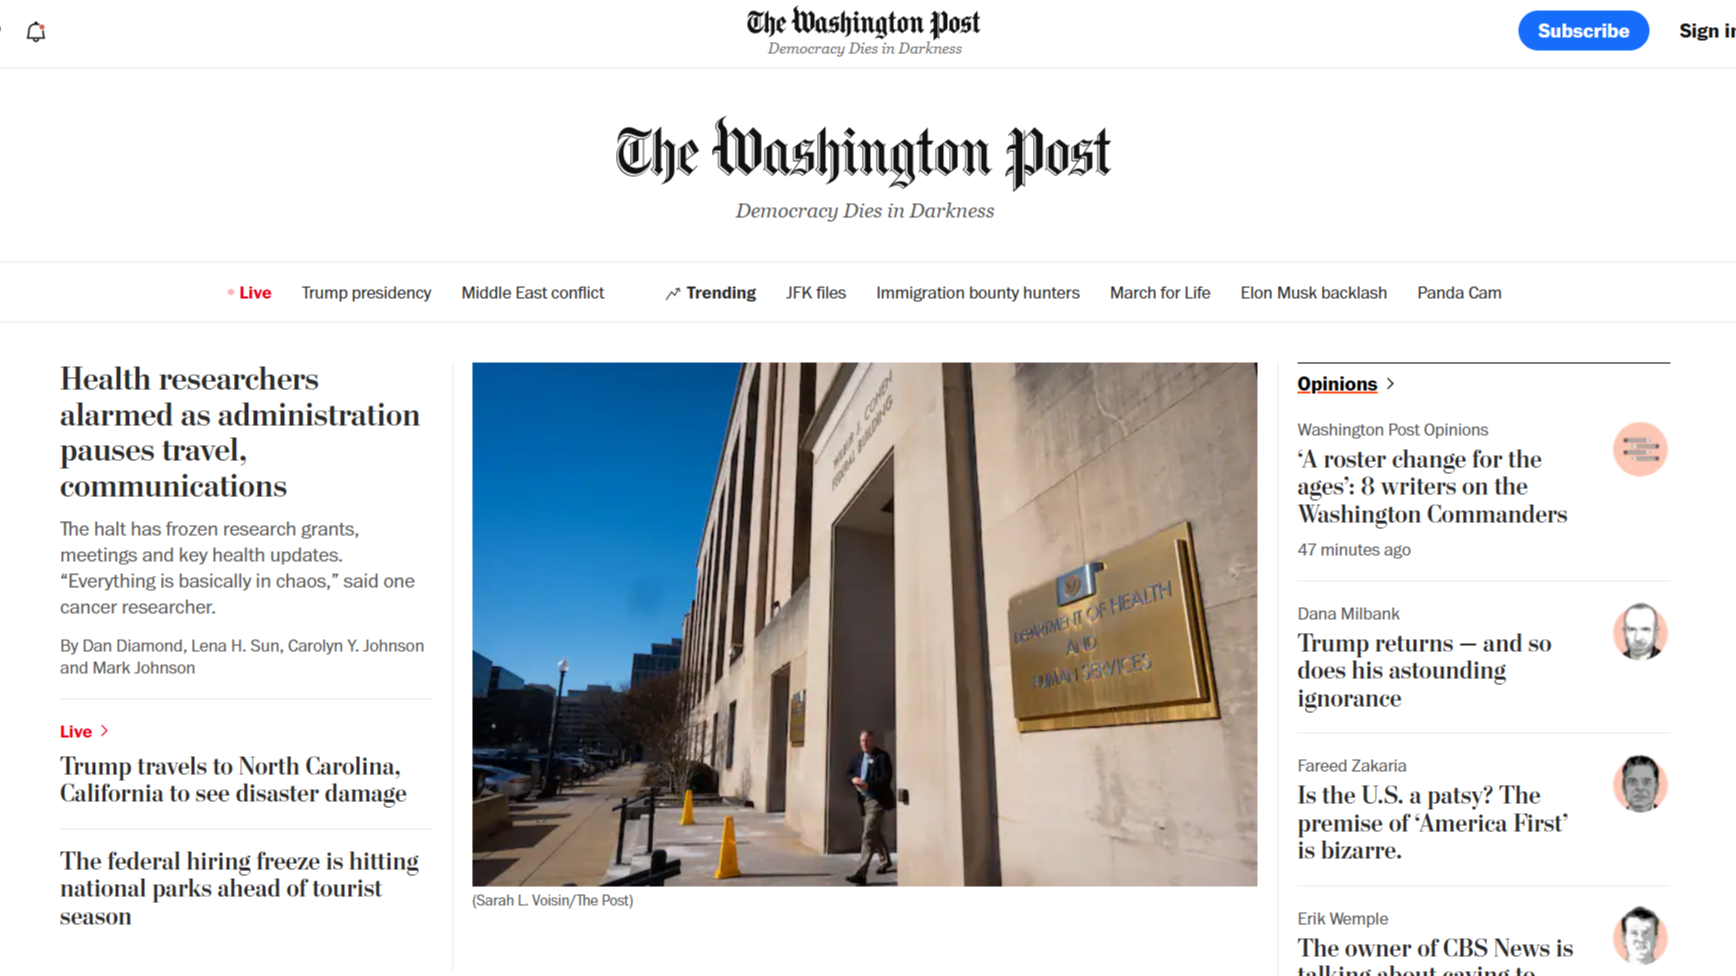 The Washington Post
Democracy Dies in Darkness
Subscribe
Sign in
The Washington Post
Democracy Dies in Darkness
Live
Trump presidency
Middle East conflict
Trending
JFK files
Immigration bounty hunters
March for Life
Elon Musk backlash
Panda Cam
Health researchers
alarmed as administration
pauses travel,
communications
The halt has frozen research grants,
meetings and key health updates.
“Everything is basically in chaos,” said one
cancer researcher.
By Dan Diamond, Lena H. Sun, Carolyn Y. Johnson
and Mark Johnson
Live
Trump travels to North Carolina,
California to see disaster damage
The federal hiring freeze is hitting
national parks ahead of tourist
season
WILBUR J. COHEN
FEDERAL BUILDING
DEPARTMENT OF HEALTH
AND
HUMAN SERVICES
(Sarah L. Voisin/The Post)
Opinions
Washington Post Opinions
‘A roster change for the
ages’: 8 writers on the
Washington Commanders
47 minutes ago
Dana Milbank
Trump returns — and so
does his astounding
ignorance
Fareed Zakaria
Is the U.S. a patsy? The
premise of ‘America First’
is bizarre.
Erik Wemple
The owner of CBS News is
talking about caving to